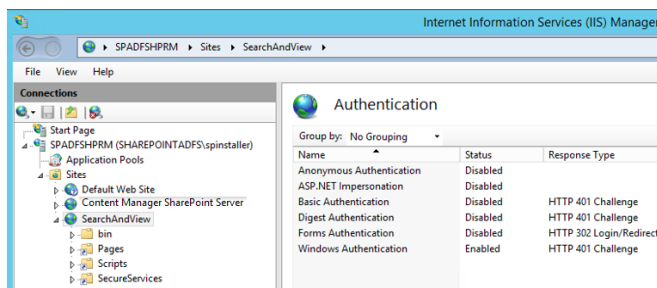 Internet Information Services (IIS) Manager
SPADFSHPRM Sites SearchAndView
File View Help
Connections
Start Page
SPADFSHPRM (SHAREPOINTADFS\spinstaller)
Application Pools
Sites
Default Web Site
Content Manager SharePoint Server
SearchAndView
bin
Pages
Scripts
SecureServices
Authentication
Group by: No Grouping
Name Status Response Type
Anonymous Authentication Disabled
ASP.NET Impersonation Disabled
Basic Authentication Disabled HTTP 401 Challenge
Digest Authentication Disabled HTTP 401 Challenge
Forms Authentication Disabled HTTP 302 Login/Redirect
Windows Authentication Enabled HTTP 401 Challenge